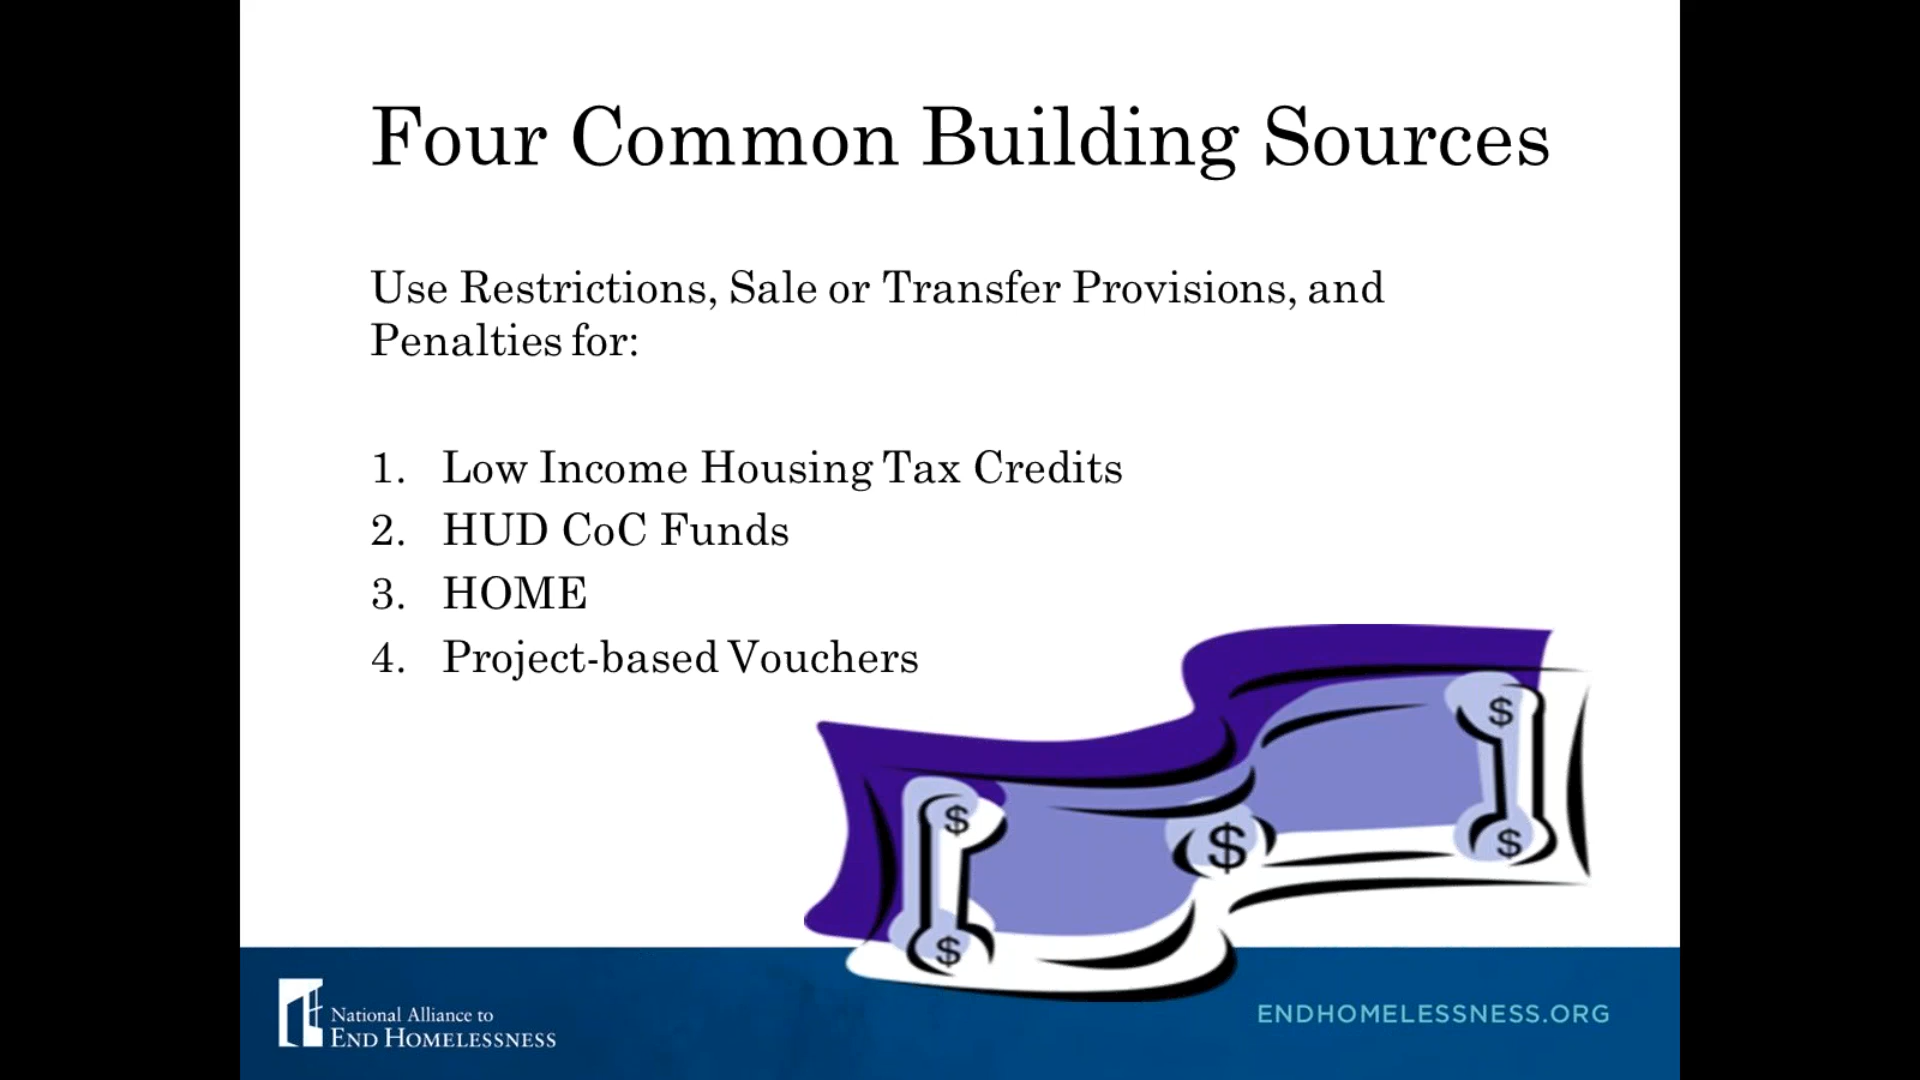 Four Common Building Sources
Use Restrictions, Sale or Transfer Provisions, and
Penalties for:
1. Low Income Housing Tax Credits
2. HUD CoC Funds
3. HOME
4. Project-based Vouchers
$
$
$
$
$
National Alliance to
END HOMELESSNESS
ENDHOMELESSNESS.ORG